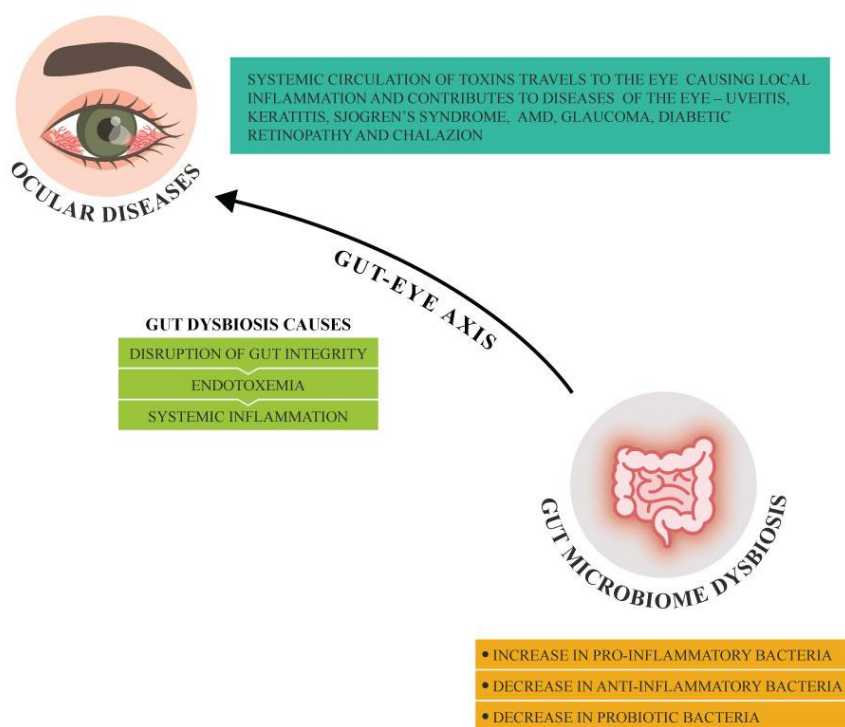 SYSTEMIC CIRCULATION OF TOXINS TRAVELS TO THE EYE CAUSING LOCAL
INFLAMMATION AND CONTRIBUTES TO DISEASES OF THE EYE – UVEITIS,
KERATITIS, SJOGREN'S SYNDROME, AMD, GLAUCOMA, DIABETIC
RETINOPATHY AND CHALAZION
OCULAR DISEASES
GUT-EYE AXIS
GUT DYSBIOSIS CAUSES
DISRUPTION OF GUT INTEGRITY
ENDOTOXEMIA
SYSTEMIC INFLAMMATION
GUT MICROBIOME DYSBIOSIS
• INCREASE IN PRO-INFLAMMATORY BACTERIA
• DECREASE IN ANTI-INFLAMMATORY BACTERIA
• DECREASE IN PROBIOTIC BACTERIA